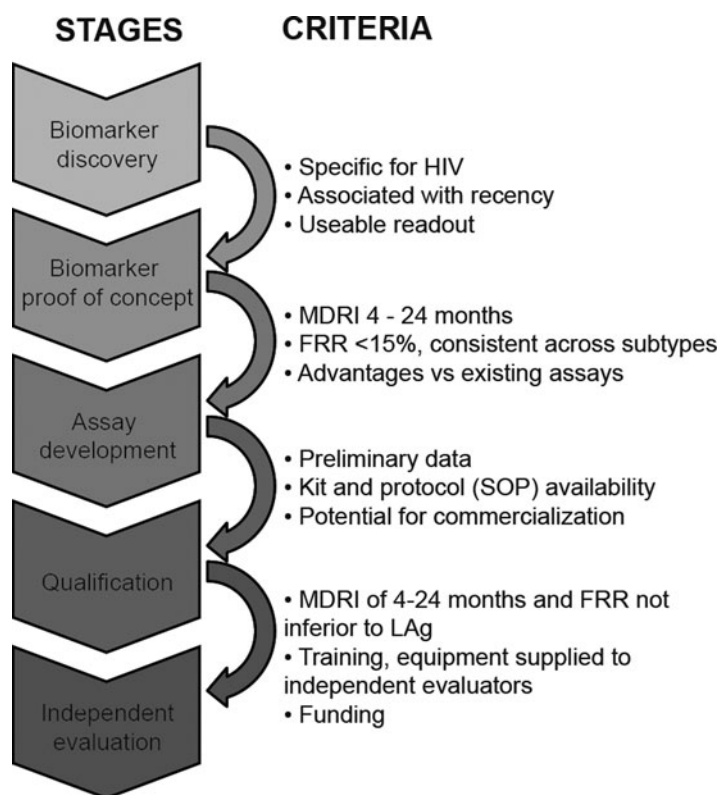 STAGES
CRITERIA
Biomarker
discovery
• Specific for HIV
• Associated with recency
• Useable readout
Biomarker
proof of concept
• MDRI 4 - 24 months
• FRR <15%, consistent across subtypes
• Advantages vs existing assays
Assay
development
• Preliminary data
• Kit and protocol (SOP) availability
• Potential for commercialization
Qualification
• MDRI of 4-24 months and FRR not
inferior to LAg
• Training, equipment supplied to
independent evaluators
• Funding
Independent
evaluation